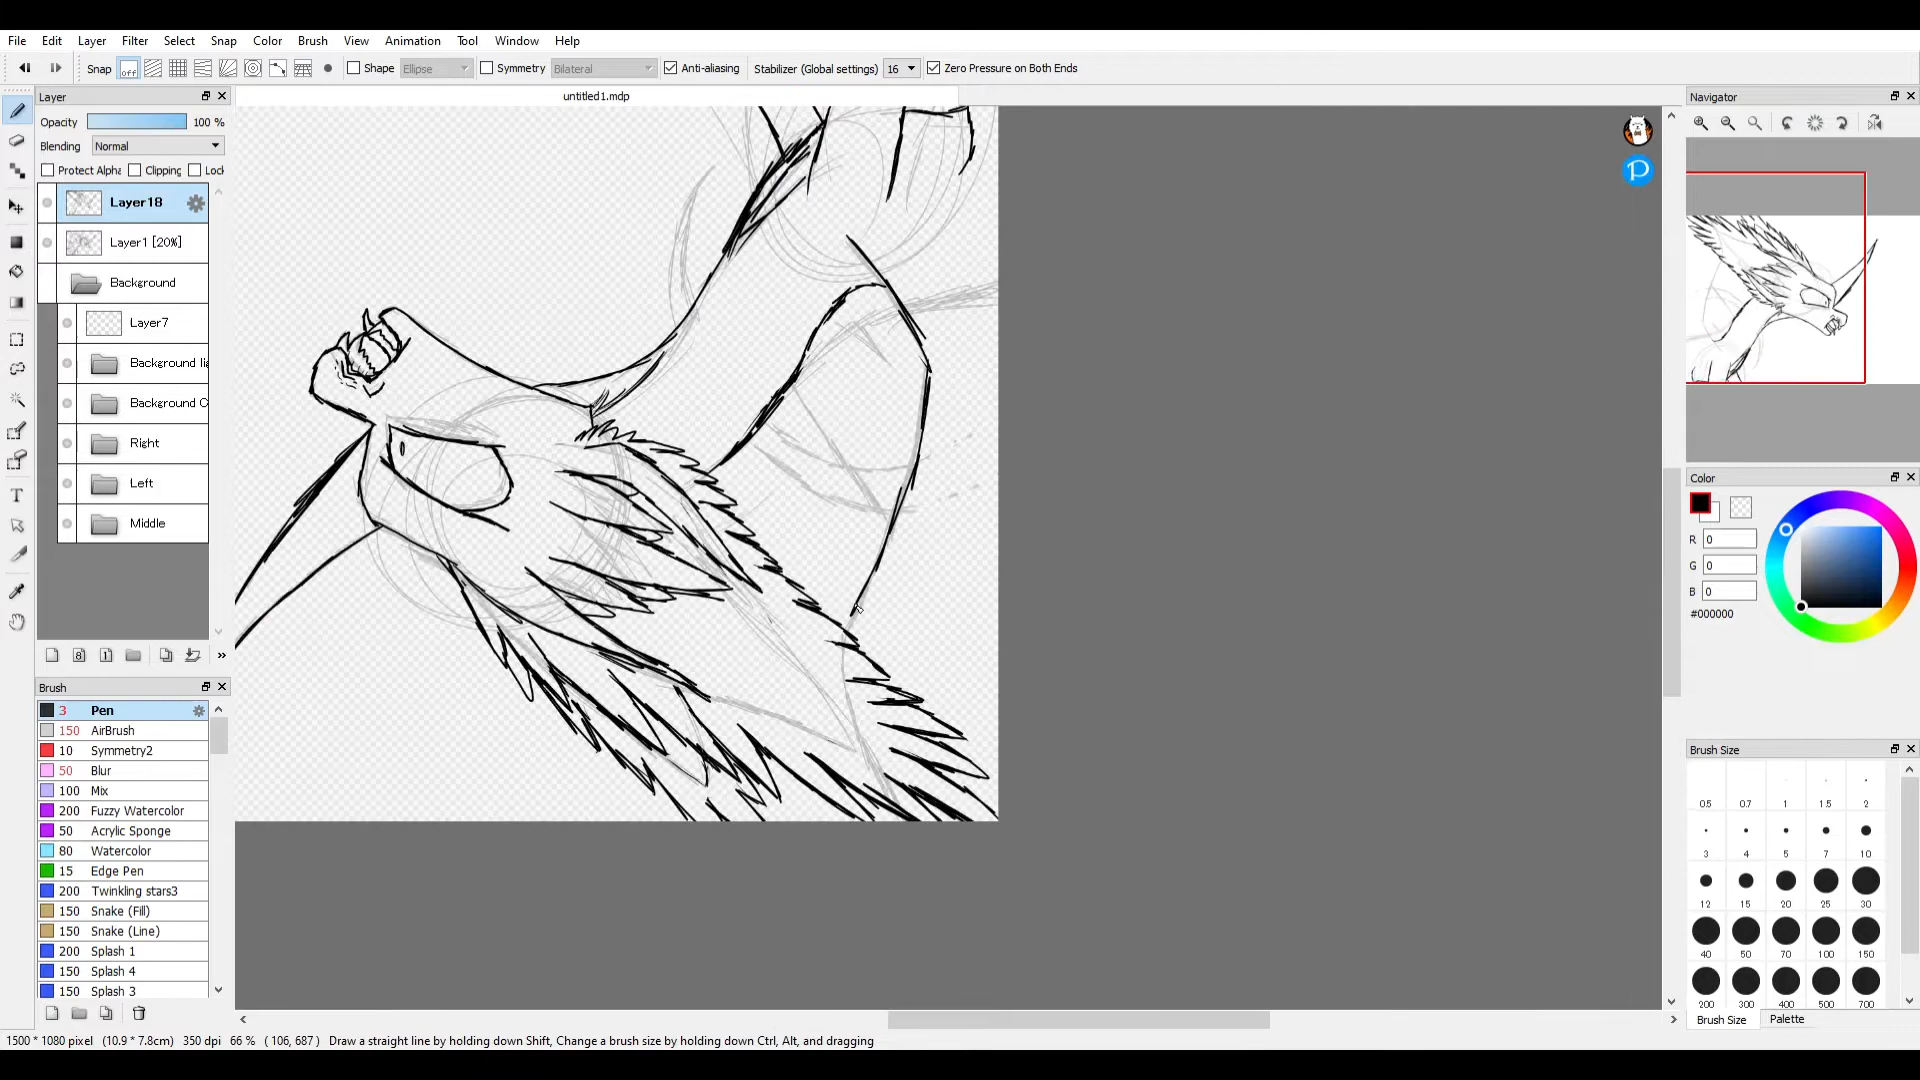 File Edit Layer Filter Select Snap Color Brush View Animation Tool Window Help
Snap off Shape Ellipse Symmetry Bilateral Anti-aliasing Stabilizer (Global settings) 16 Zero Pressure on Both Ends
Layer
untitled1.mdp
Opacity 100 %
Blending Normal
Protect Alpha Clipping Lock
Layer18
Layer1 [20%]
Background
Layer7
Background lig
Background C
Right
Left
Middle
8 1 »
Brush
3 Pen
150 AirBrush
10 Symmetry2
50 Blur
100 Mix
200 Fuzzy Watercolor
50 Acrylic Sponge
80 Watercolor
15 Edge Pen
200 Twinkling stars3
150 Snake (Fill)
150 Snake (Line)
200 Splash 1
150 Splash 4
150 Splash 3
Navigator
Color
R 0
G 0
B 0
#000000
Brush Size
0.5 0.7 1 1.5 2
3 4 5 7 10
12 15 20 25 30
40 50 70 100 150
200 300 400 500 700
Brush Size Palette
1500 * 1080 pixel (10.9 * 7.8cm) 350 dpi 66 % ( 106, 687 ) Draw a straight line by holding down Shift, Change a brush size by holding down Ctrl, Alt, and dragging